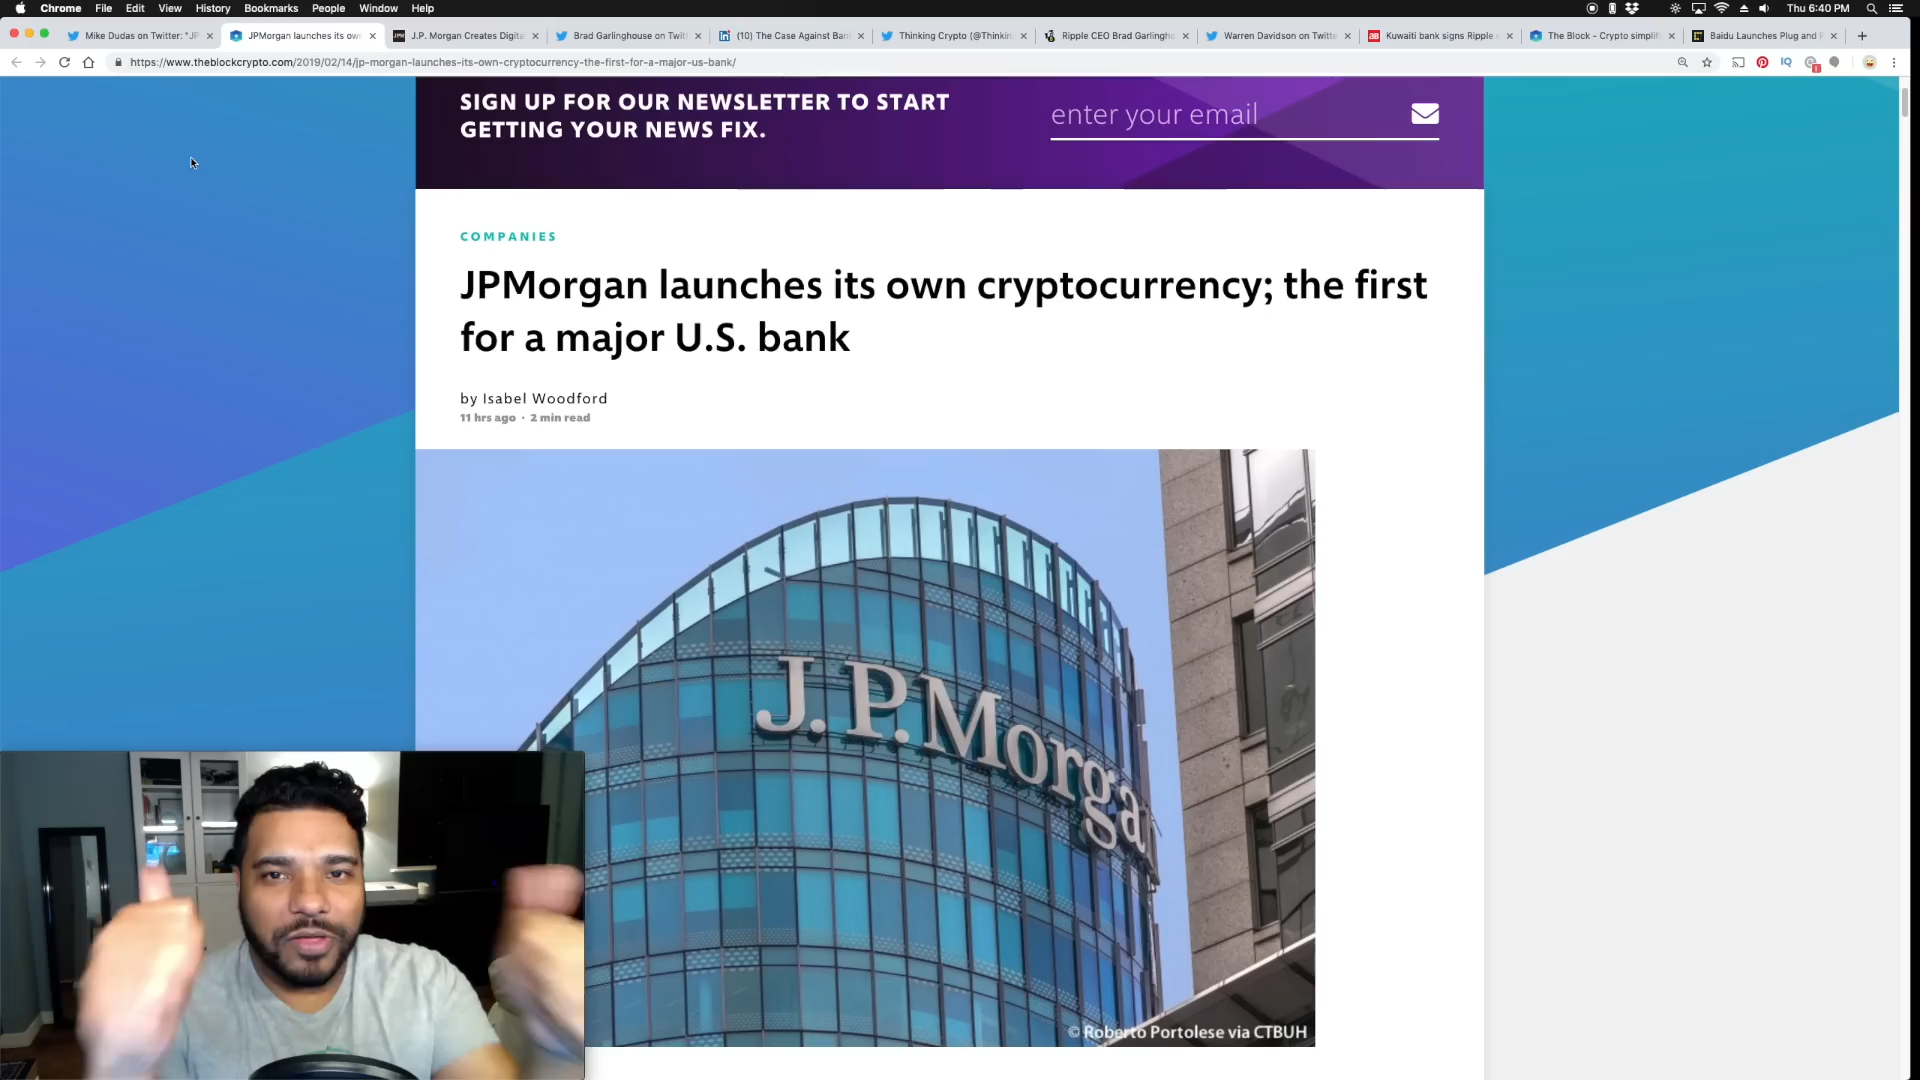 Chrome File Edit View History Bookmarks People Window Help
Thu 6:40 PM
Mike Dudas on Twitter: "JP
JPMorgan launches its own
J.P. Morgan Creates Digita
Brad Garlinghouse on Twitt
(10) The Case Against Ban
Thinking Crypto (@Thinkin
Ripple CEO Brad Garlingho
Warren Davidson on Twitte
Kuwaiti bank signs Ripple
The Block - Crypto simplifi
Baidu Launches Plug and P
https://www.theblockcrypto.com/2019/02/14/jp-morgan-launches-its-own-cryptocurrency-the-first-for-a-major-us-bank/
SIGN UP FOR OUR NEWSLETTER TO START
GETTING YOUR NEWS FIX.
enter your email
COMPANIES
JPMorgan launches its own cryptocurrency; the first
for a major U.S. bank
by Isabel Woodford
11 hrs ago · 2 min read
J.P.Morga
© Roberto Portolese via CTBUH